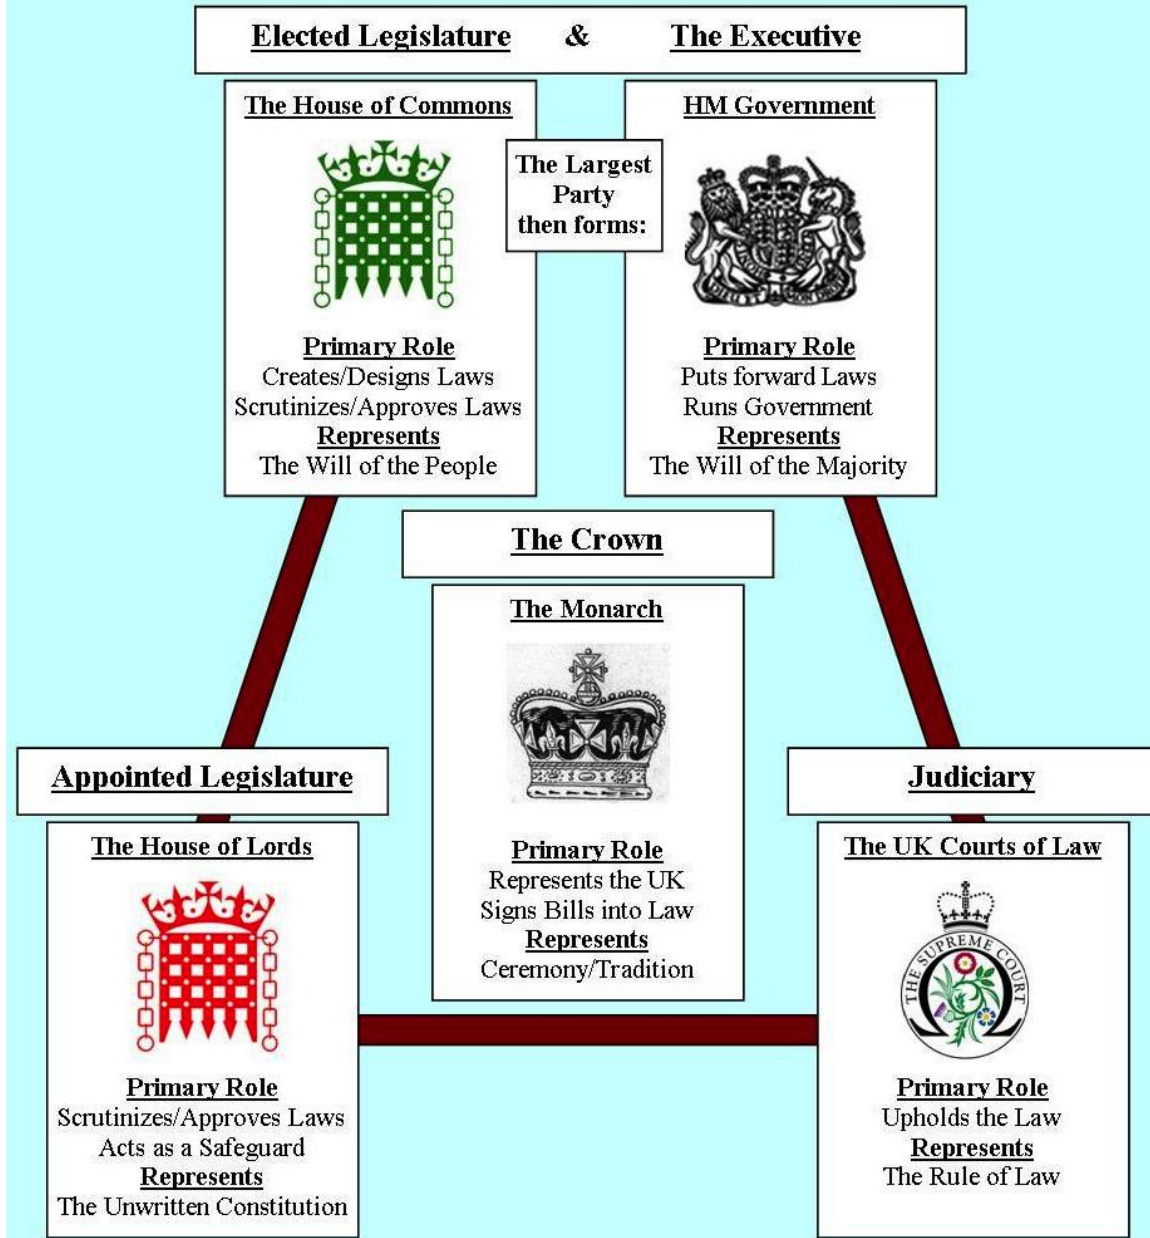 Elected Legislature & The Executive
The House of Commons
The Largest
Party
then forms:
HM Government
Primary Role
Creates/Designs Laws
Scrutinizes/Approves Laws
Represents
The Will of the People
DIEU ET MON DROIT
Primary Role
Puts forward Laws
Runs Government
Represents
The Will of the Majority
The Crown
The Monarch
Primary Role
Represents the UK
Signs Bills into Law
Represents
Ceremony/Tradition
Appointed Legislature
The House of Lords
Primary Role
Scrutinizes/Approves Laws
Acts as a Safeguard
Represents
The Unwritten Constitution
Judiciary
The UK Courts of Law
THE SUPREME COURT
Primary Role
Upholds the Law
Represents
The Rule of Law